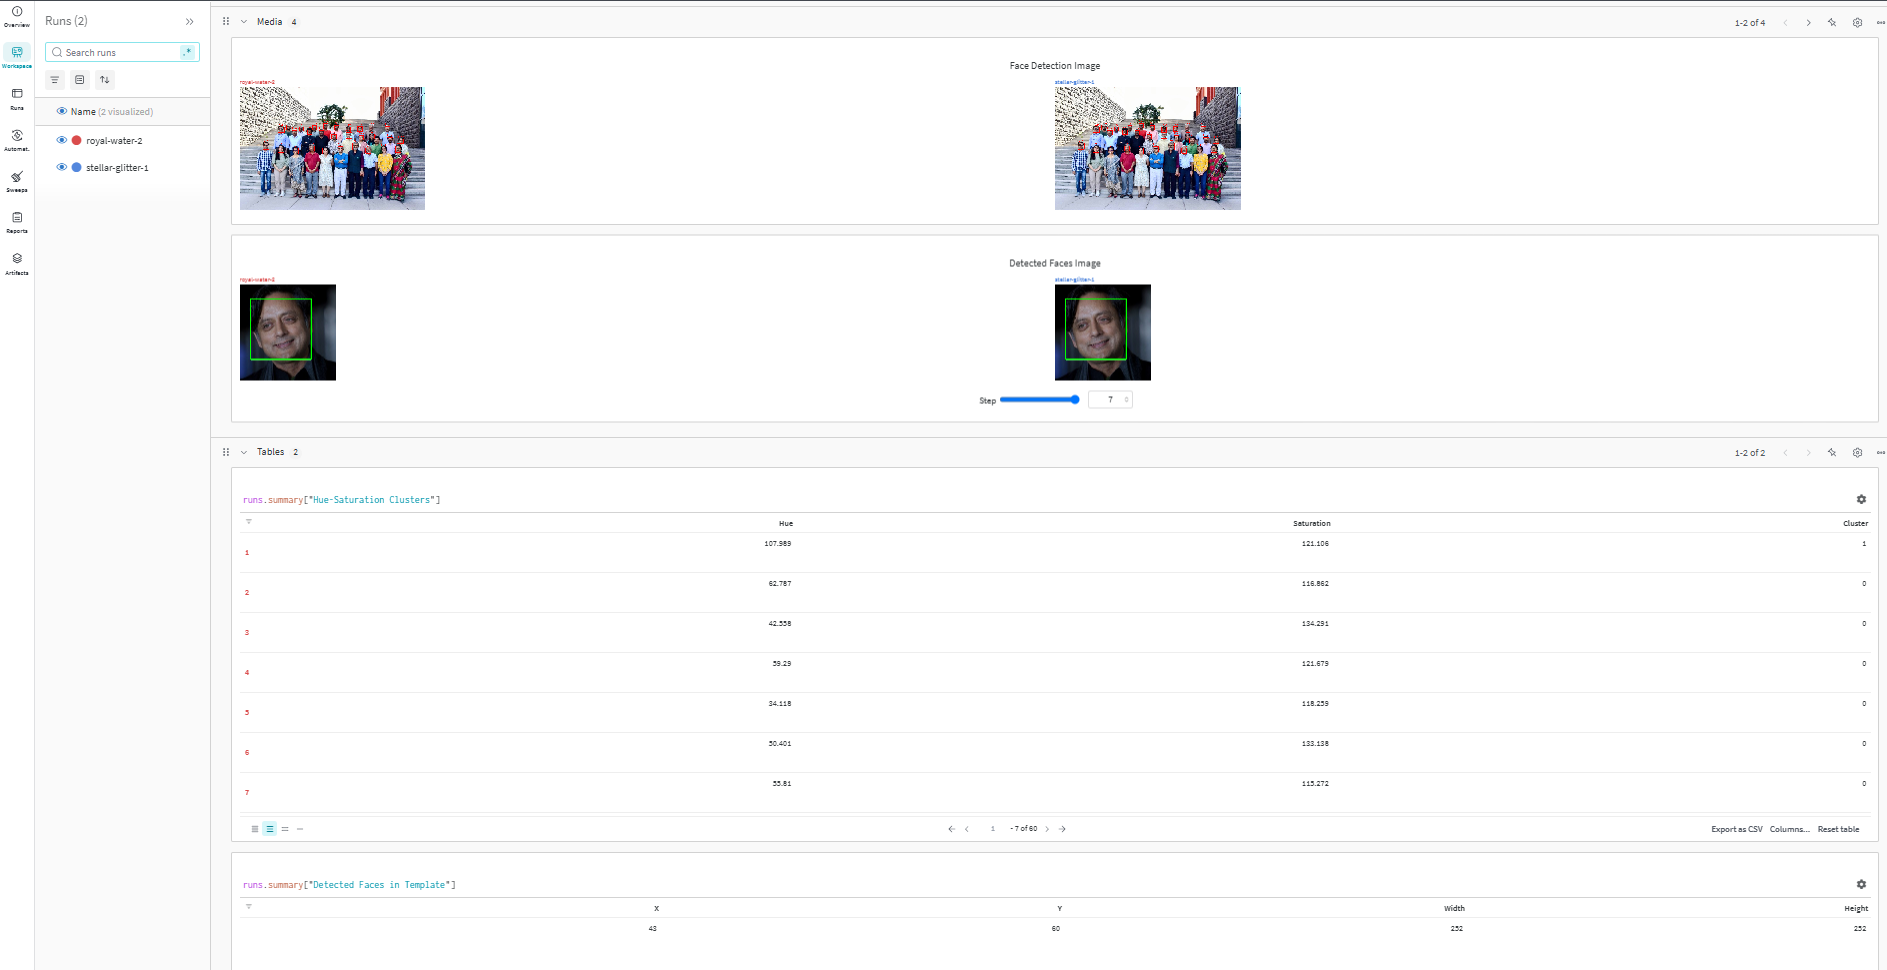 Overview
Workspace
Runs
Automat..
Sweeps
Reports
Artifacts
Runs (2)
Search runs
.*
Name (2 visualized)
royal-water-2
stellar-glitter-1
Media 4
1-2 of 4
Face Detection Image
royal-water-2
stellar-glitter-1
Detected Faces Image
royal-water-2
stellar-glitter-1
Step 7
Tables 2
1-2 of 2
runs.summary["Hue-Saturation Clusters"]
Hue Saturation Cluster
1 107.989 121.106 1
2 62.787 116.862 0
3 42.558 134.291 0
4 59.29 121.679 0
5 34.118 118.259 0
6 50.401 133.138 0
7 55.81 115.272 0
1 - 7 of 60
Export as CSV Columns... Reset table
runs.summary["Detected Faces in Template"]
X Y Width Height
43 60 252 252